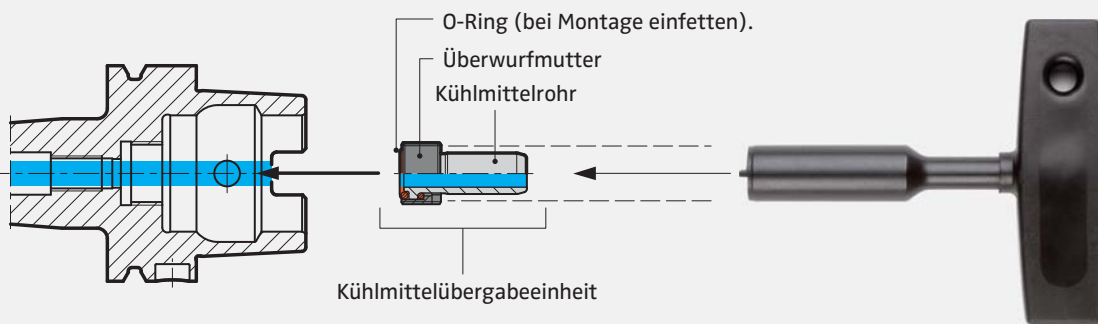 O-Ring (bei Montage einfetten).
Überwurfmutter
Kühlmittelrohr
Kühlmittelübergabeeinheit